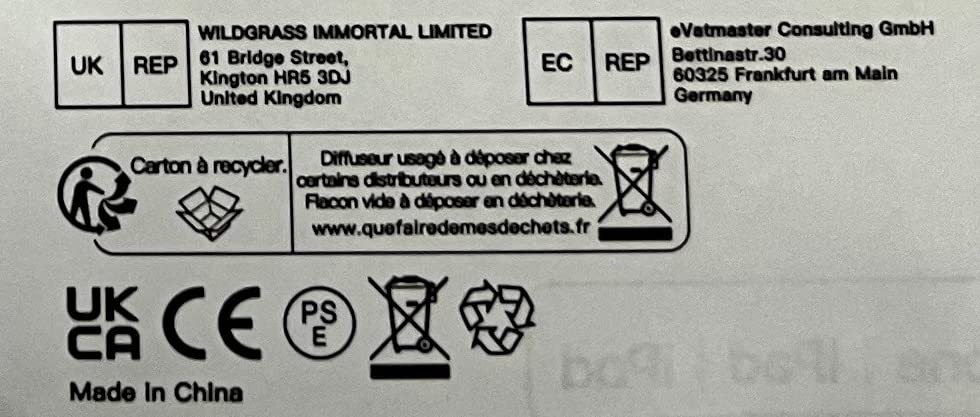 UK REP
WILDGRASS IMMORTAL LIMITED
61 Bridge Street,
Kington HR5 3DJ
United Kingdom
EC REP
eVatmaster Consulting GmbH
Bettinastr.30
60325 Frankfurt am Main
Germany
Carton à recycler.
Diffuseur usagé à déposer chez
certains distributeurs ou en déchèterie.
Flacon vide à déposer en déchèterie.
www.quefairedemesdechets.fr
UK
CA
CE
PS
E
Made in China
iPad iPod